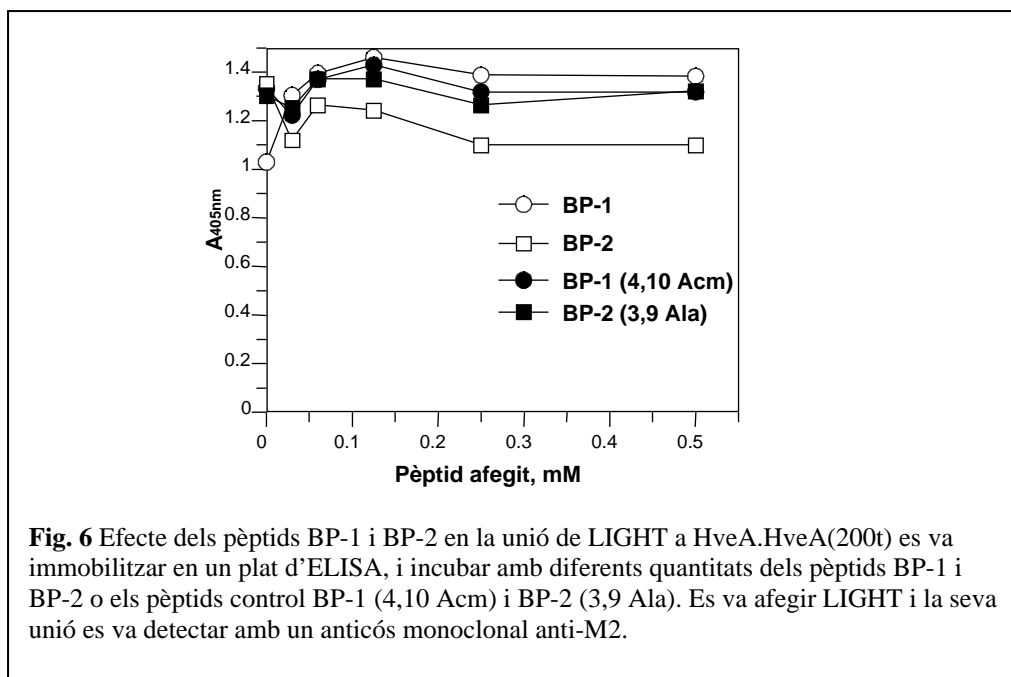 1.4
1.2
1
0.8
0.6
0.4
0.2
0
A405nm
BP-1
BP-2
BP-1 (4,10 Acm)
BP-2 (3,9 Ala)
0 0.1 0.2 0.3 0.4 0.5
Pèptid afegit, mM
Fig. 6 Efecte dels pèptids BP-1 i BP-2 en la unió de LIGHT a HveA.HveA(200t) es va
immobilitzar en un plat d’ELISA, i incubar amb diferents quantitats dels pèptids BP-1 i
BP-2 o els pèptids control BP-1 (4,10 Acm) i BP-2 (3,9 Ala). Es va afegir LIGHT i la seva
unió es va detectar amb un anticós monoclonal anti-M2.